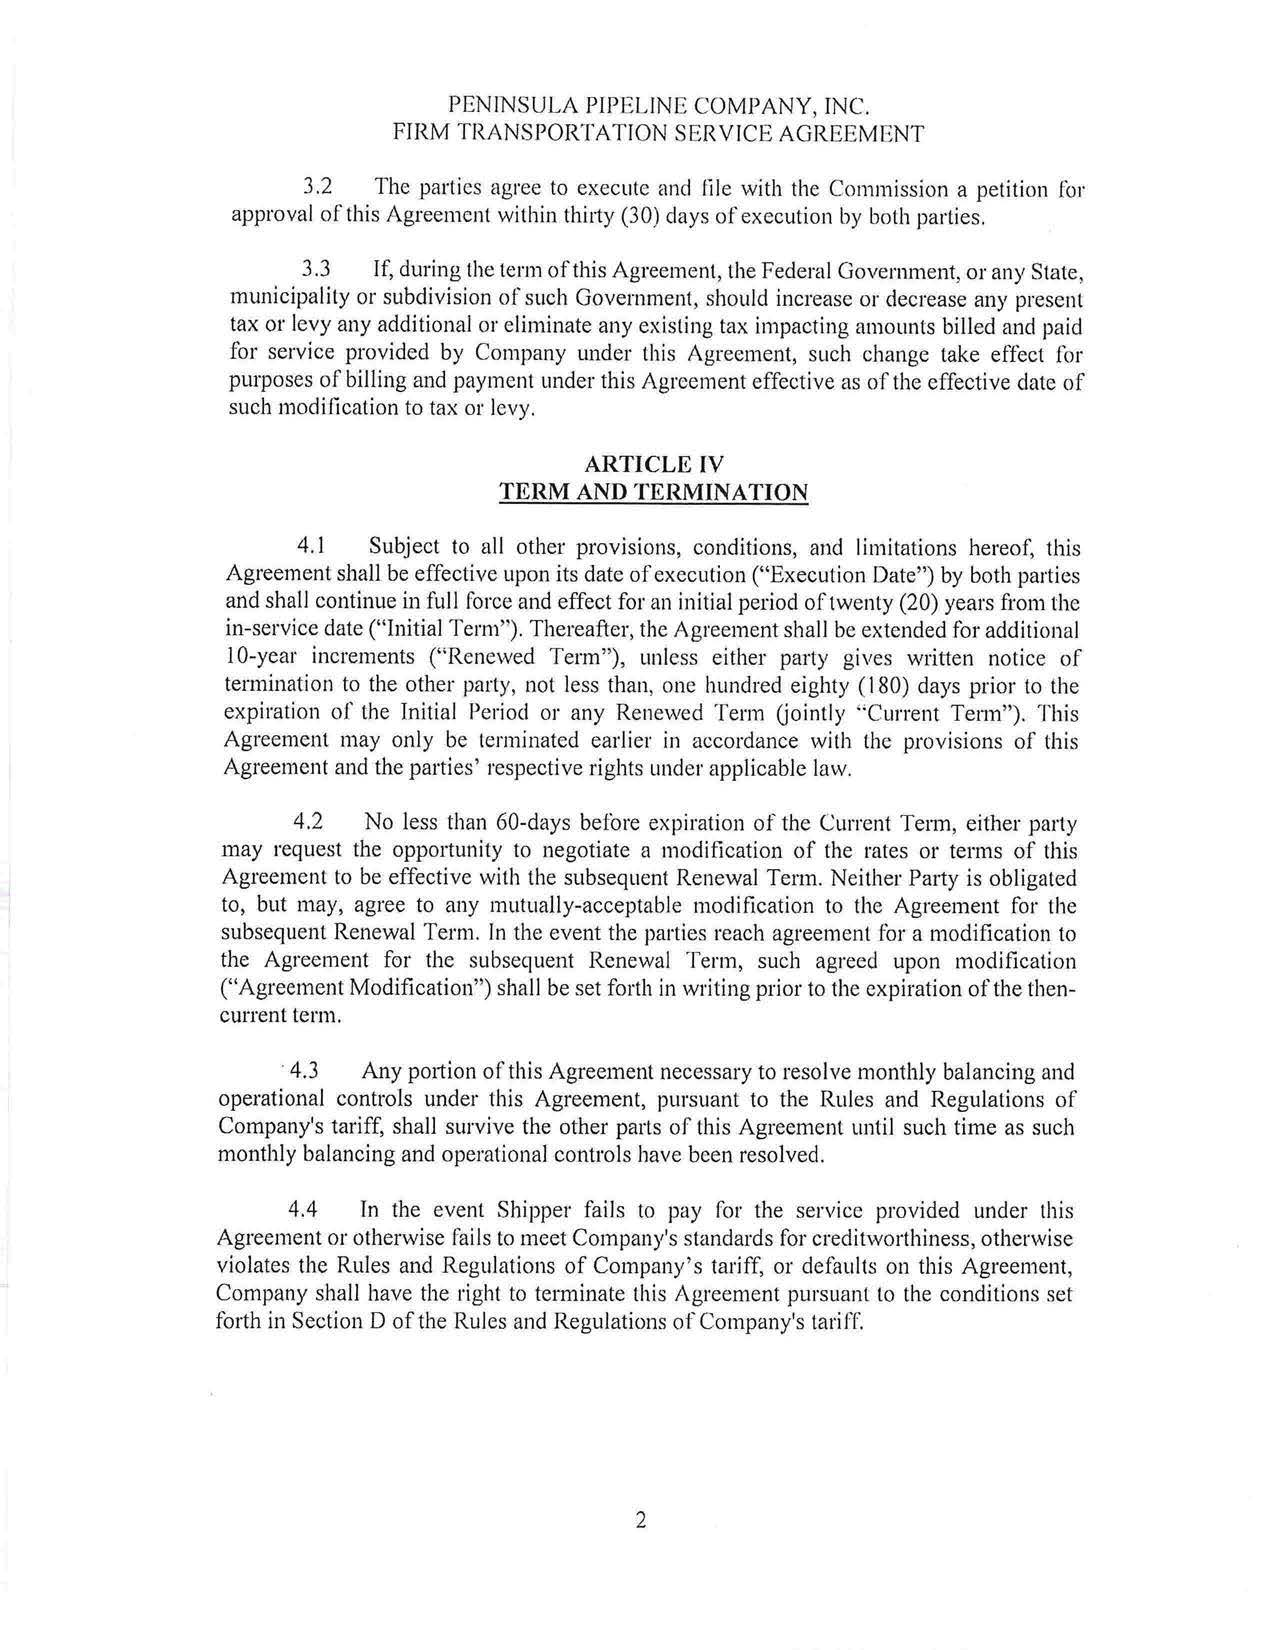 PENINSULA PIPELINE COMPANY, INC.
FIRM TRANSPORTATION SERVICE AGREEMENT
3.2 The parties agree to execute and file with the Commission a petition for
approval of this Agreement within thirty (30) days of execution by both parties.
3.3 If, during the term of this Agreement, the Federal Government, or any State,
municipality or subdivision of such Government, should increase or decrease any present
tax or levy any additional or eliminate any existing tax impacting amounts billed and paid
for service provided by Company under this Agreement, such change take effect for
purposes of billing and payment under this Agreement effective as of the effective date of
such modification to tax or levy.
ARTICLE IV
TERM AND TERMINATION
4.1 Subject to all other provisions, conditions, and limitations hereof, this
Agreement shall be effective upon its date of execution (“Execution Date”) by both parties
and shall continue in full force and effect for an initial period of twenty (20) years from the
in-service date (“Initial Term”). Thereafter, the Agreement shall be extended for additional
10-year increments (“Renewed Term”), unless either party gives written notice of
termination to the other party, not less than, one hundred eighty (180) days prior to the
expiration of the Initial Period or any Renewed Term (jointly “Current Term”). This
Agreement may only be terminated earlier in accordance with the provisions of this
Agreement and the parties’ respective rights under applicable law.
4.2 No less than 60-days before expiration of the Current Term, either party
may request the opportunity to negotiate a modification of the rates or terms of this
Agreement to be effective with the subsequent Renewal Term. Neither Party is obligated
to, but may, agree to any mutually-acceptable modification to the Agreement for the
subsequent Renewal Term. In the event the parties reach agreement for a modification to
the Agreement for the subsequent Renewal Term, such agreed upon modification
(“Agreement Modification”) shall be set forth in writing prior to the expiration of the then-
current term.
4.3 Any portion of this Agreement necessary to resolve monthly balancing and
operational controls under this Agreement, pursuant to the Rules and Regulations of
Company's tariff, shall survive the other parts of this Agreement until such time as such
monthly balancing and operational controls have been resolved.
4.4 In the event Shipper fails to pay for the service provided under this
Agreement or otherwise fails to meet Company's standards for creditworthiness, otherwise
violates the Rules and Regulations of Company’s tariff, or defaults on this Agreement,
Company shall have the right to terminate this Agreement pursuant to the conditions set
forth in Section D of the Rules and Regulations of Company's tariff.
2